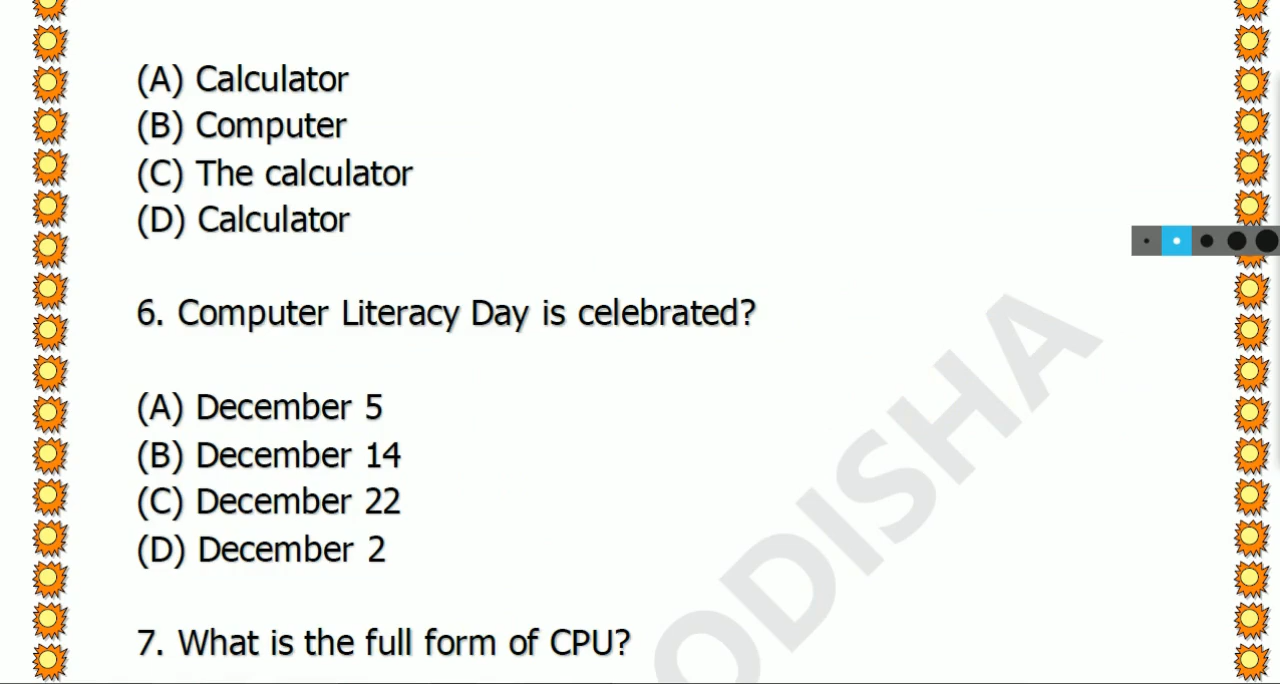 (A) Calculator
(B) Computer
(C) The calculator
(D) Calculator
6. Computer Literacy Day is celebrated?
(A) December 5
(B) December 14
(C) December 22
(D) December 2
7. What is the full form of CPU?
ODISHA